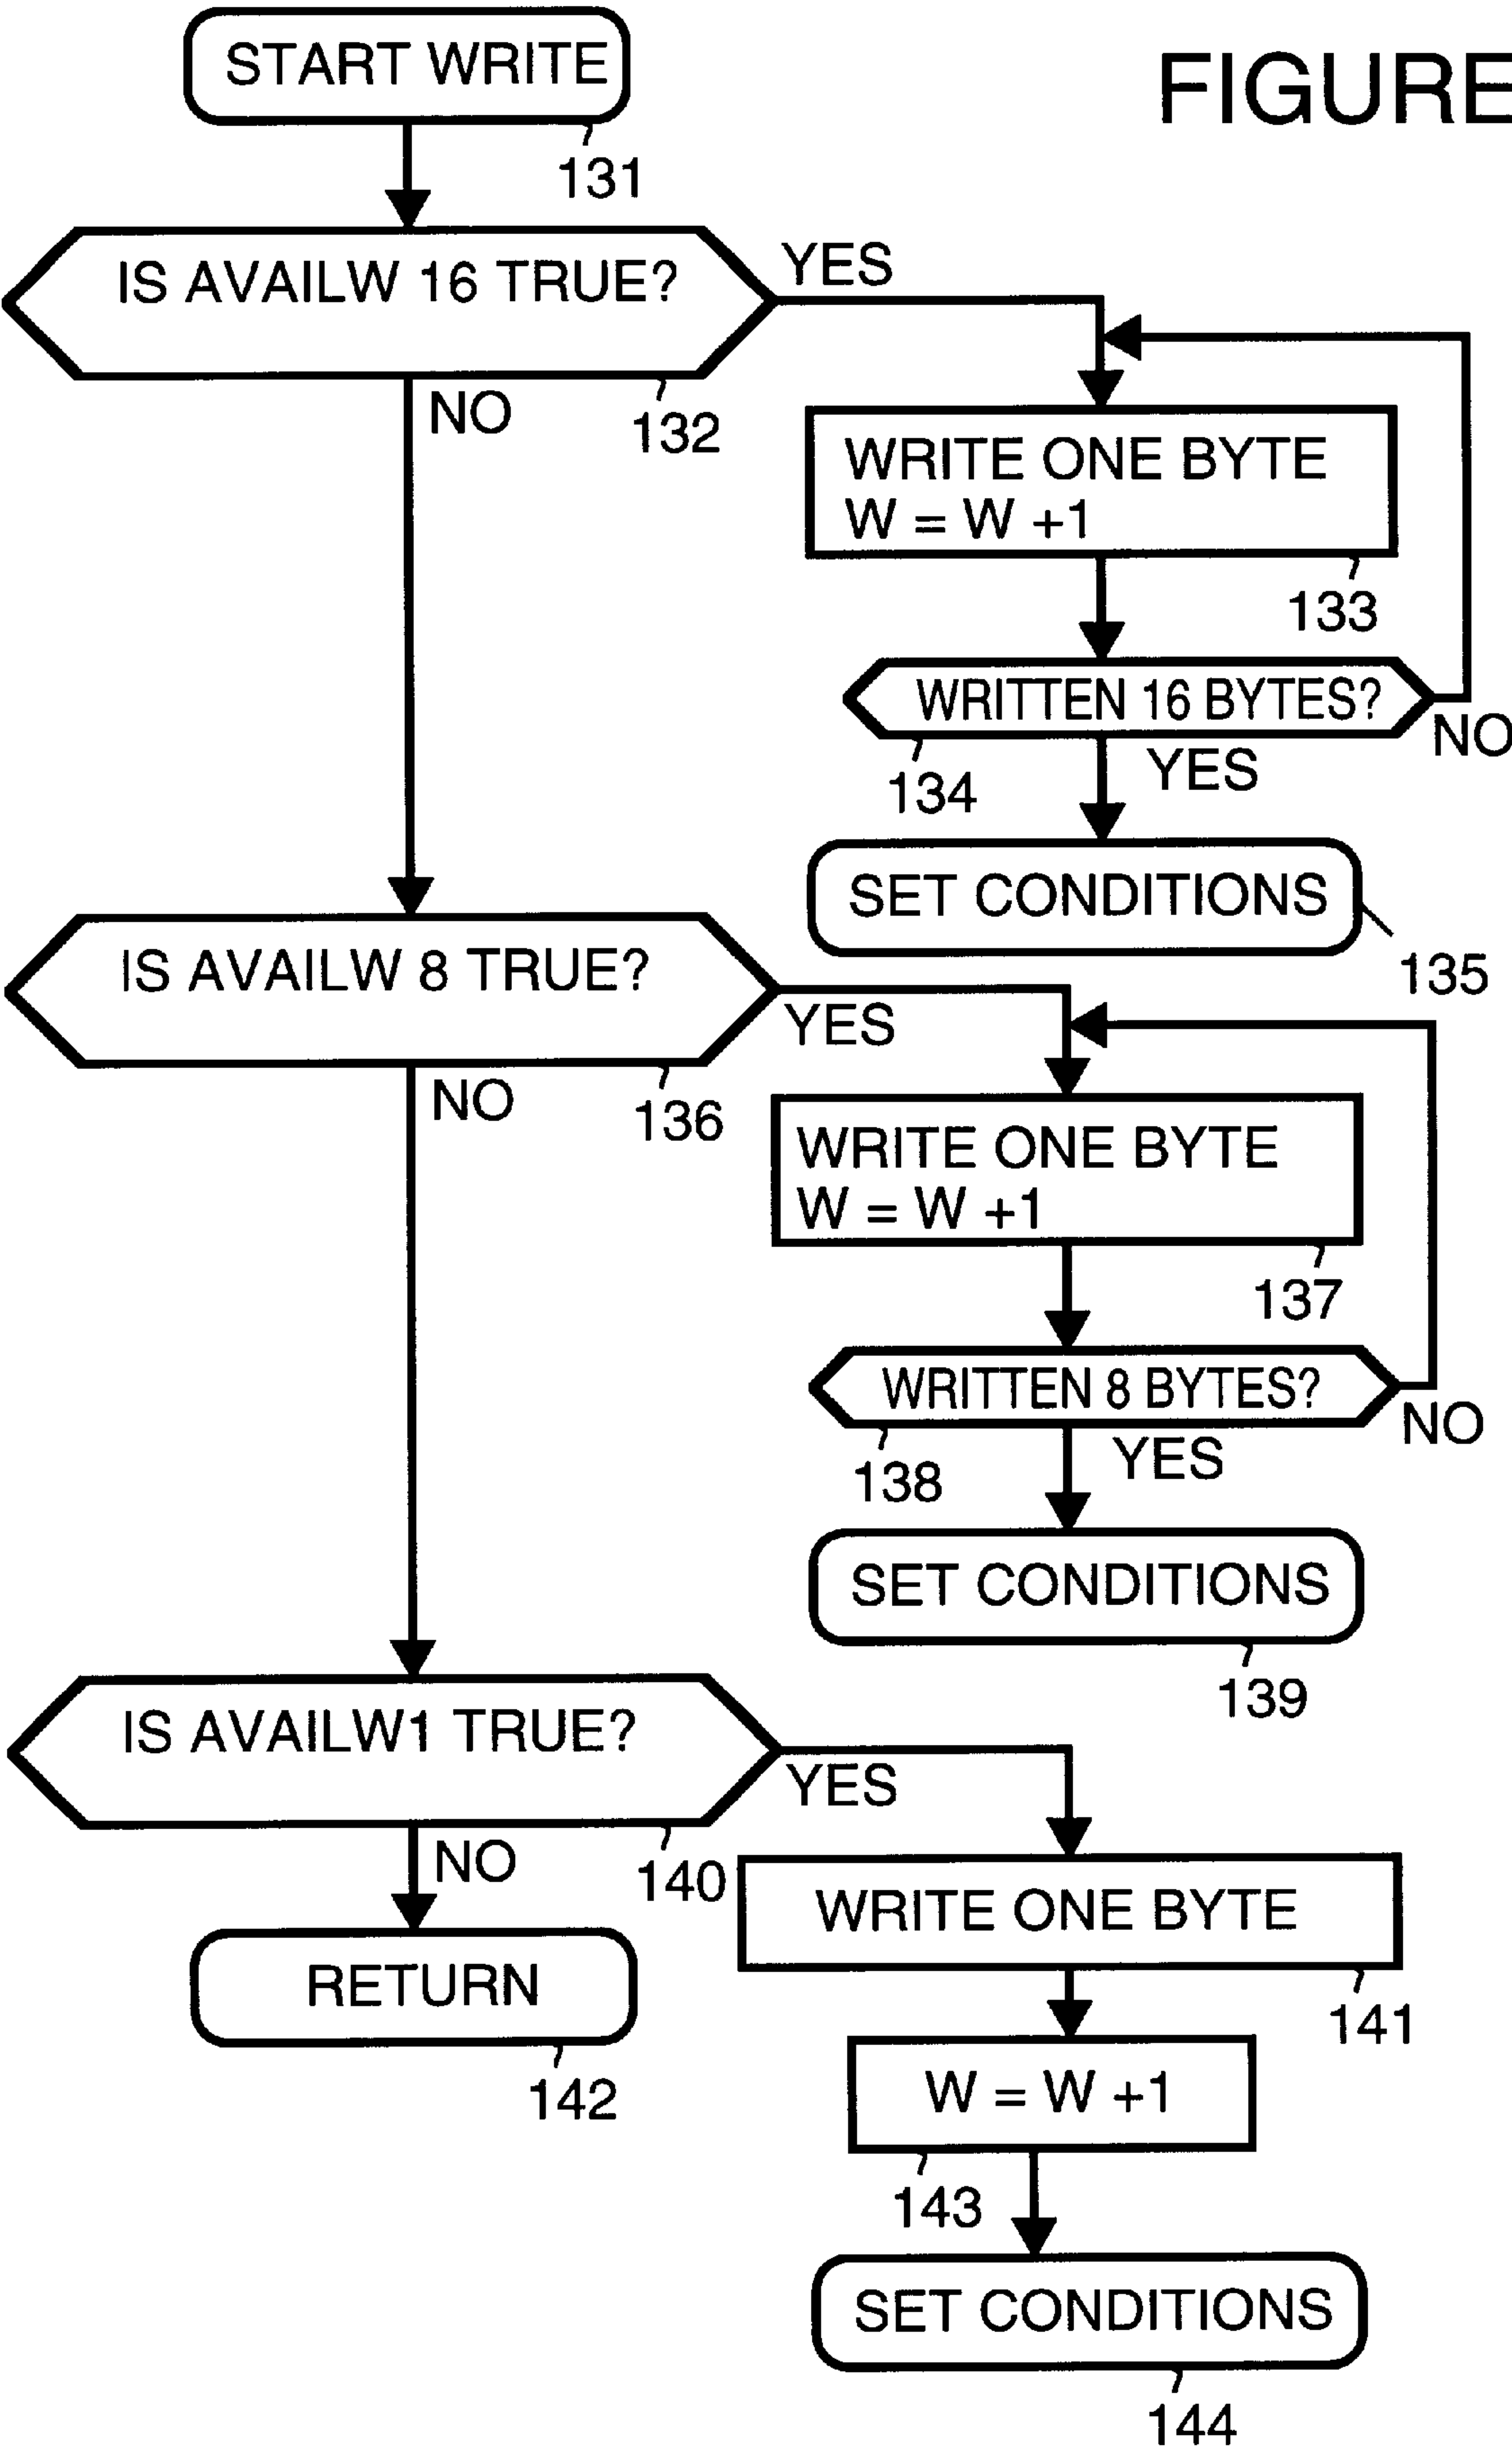 START WRITE
FIGURE
131
IS AVAILW 16 TRUE?
YES
NO
132
WRITE ONE BYTE
W = W +1
133
WRITTEN 16 BYTES?
NO
134
YES
SET CONDITIONS
135
IS AVAILW 8 TRUE?
YES
NO
136
WRITE ONE BYTE
W = W +1
137
WRITTEN 8 BYTES?
NO
138
YES
SET CONDITIONS
139
IS AVAILW1 TRUE?
YES
NO
140
WRITE ONE BYTE
141
RETURN
142
W = W +1
143
SET CONDITIONS
144